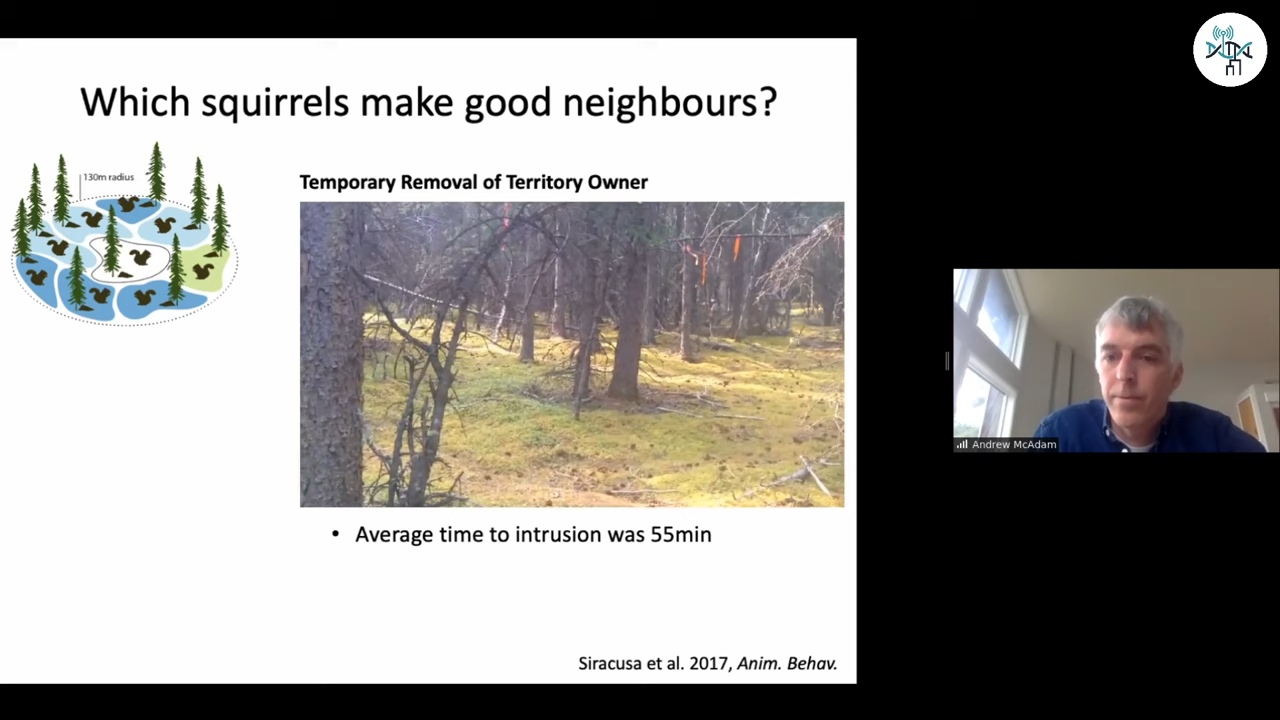 Which squirrels make good neighbours?
130m radius
Temporary Removal of Territory Owner
• Average time to intrusion was 55min
Siracusa et al. 2017, Anim. Behav.
Andrew McAdam